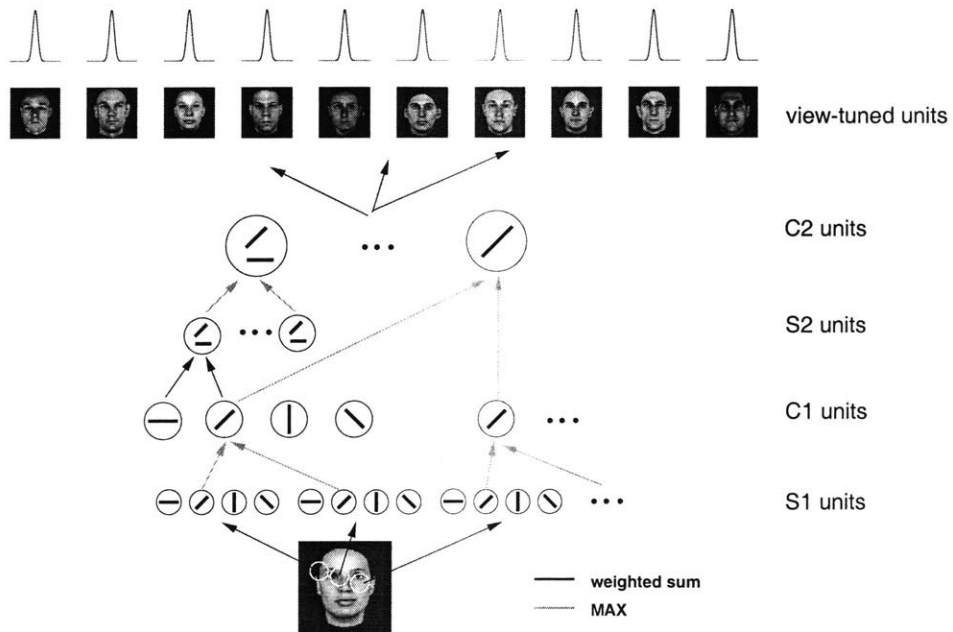 view-tuned units
C2 units
S2 units
C1 units
S1 units
weighted sum
MAX